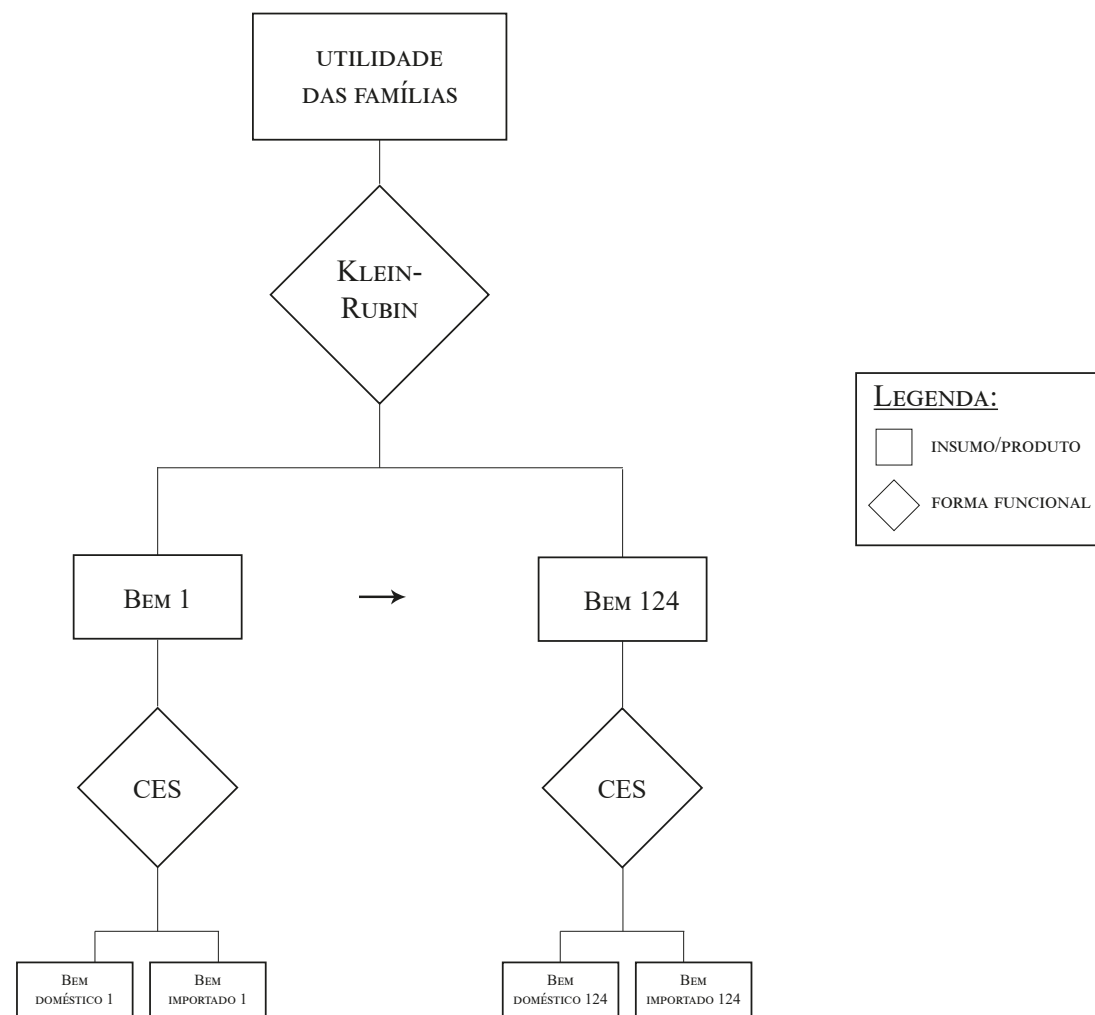 UTILIDADE
DAS FAMÍLIAS
KLEIN-
RUBIN
LEGENDA:
INSUMO/PRODUTO
FORMA FUNCIONAL
BEM 1
→
BEM 124
CES
CES
BEM
DOMÉSTICO 1
BEM
IMPORTADO 1
BEM
DOMÉSTICO 124
BEM
IMPORTADO 124